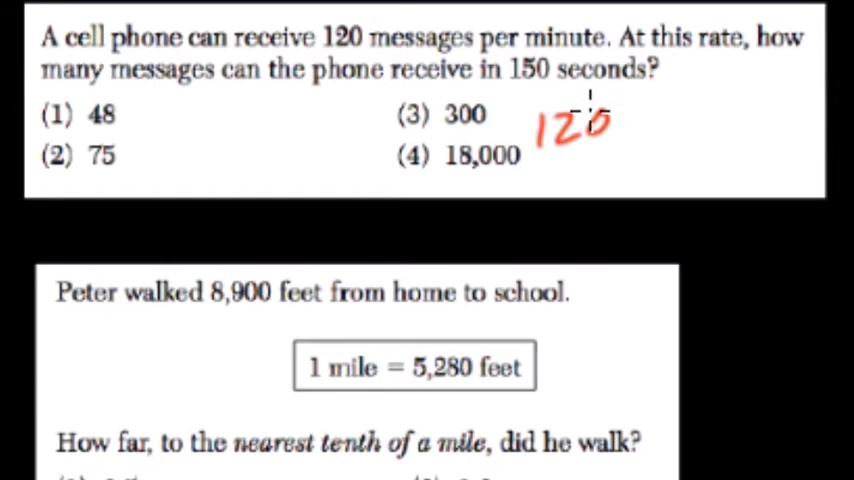 A cell phone can receive 120 messages per minute. At this rate, how
many messages can the phone receive in 150 seconds?
(1) 48
(3) 300
120
(2) 75
(4) 18,000
Peter walked 8,900 feet from home to school.
1 mile = 5,280 feet
How far, to the nearest tenth of a mile, did he walk?